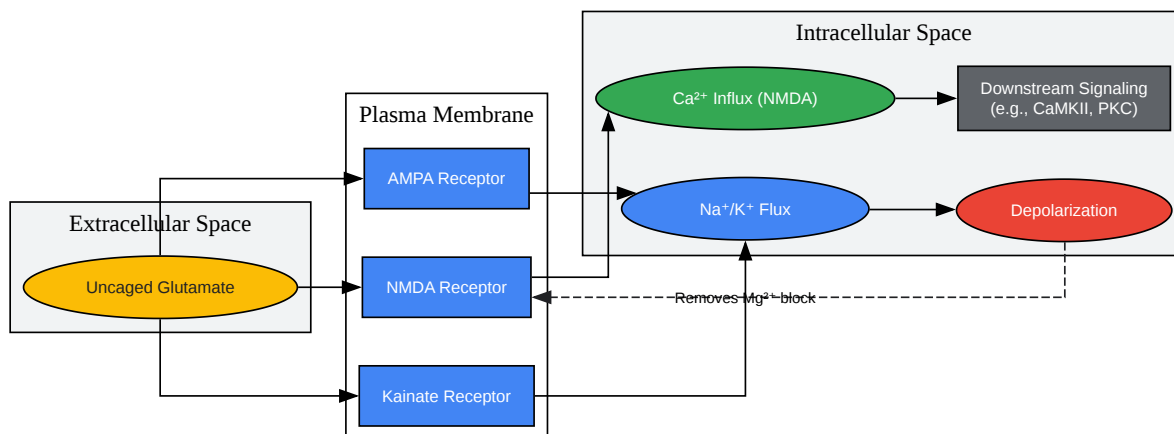 Intracellular Space
Ca²⁺ Influx (NMDA)
Downstream Signaling
(e.g., CaMKII, PKC)
Plasma Membrane
AMPA Receptor
Na⁺/K⁺ Flux
Depolarization
Extracellular Space
Uncaged Glutamate
NMDA Receptor
Removes Mg²⁺ block
Kainate Receptor